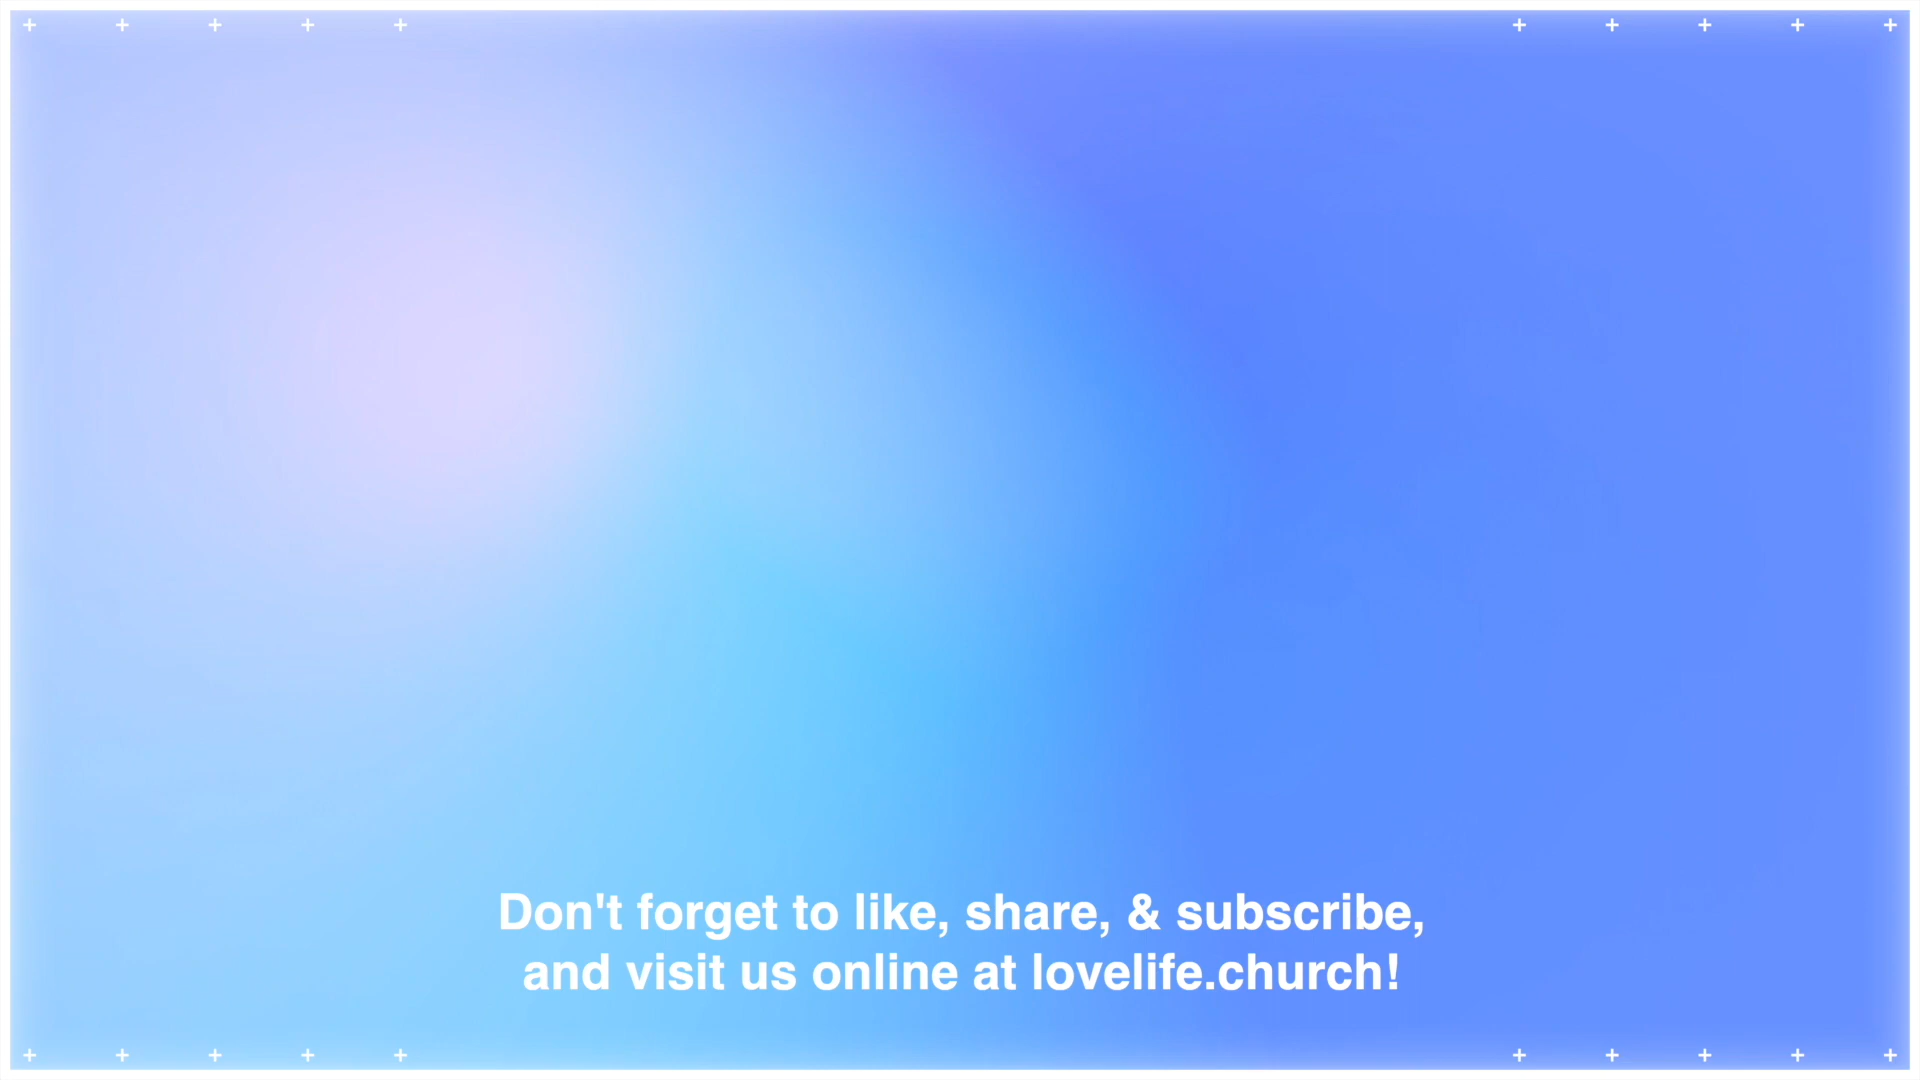 Don't forget to like, share, & subscribe,
and visit us online at lovelife.church!